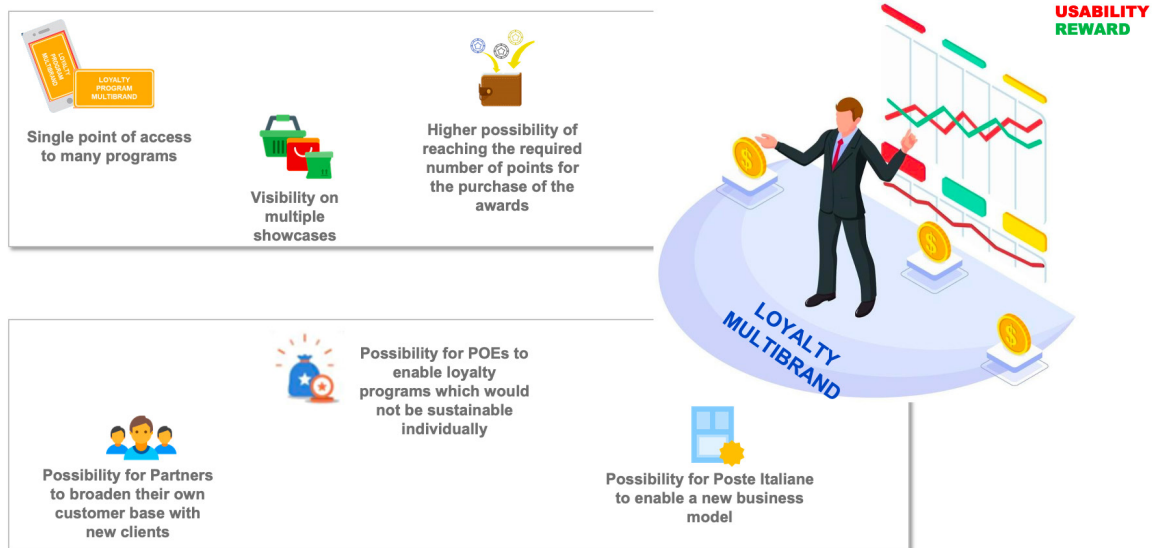 USABILITY
REWARD
LOYALTY
PROGRAM
MULTIBRAND
LOYALTY
PROGRAM
MULTIBRAND
Single point of access
to many programs
Visibility on
multiple
showcases
Higher possibility of
reaching the required
number of points for
the purchase of the
awards
$
$
$
LOYALTY
MULTIBRAND
Possibility for POEs to
enable loyalty
programs which would
not be sustainable
individually
Possibility for Partners
to broaden their own
customer base with
new clients
Possibility for Poste Italiane
to enable a new business
model